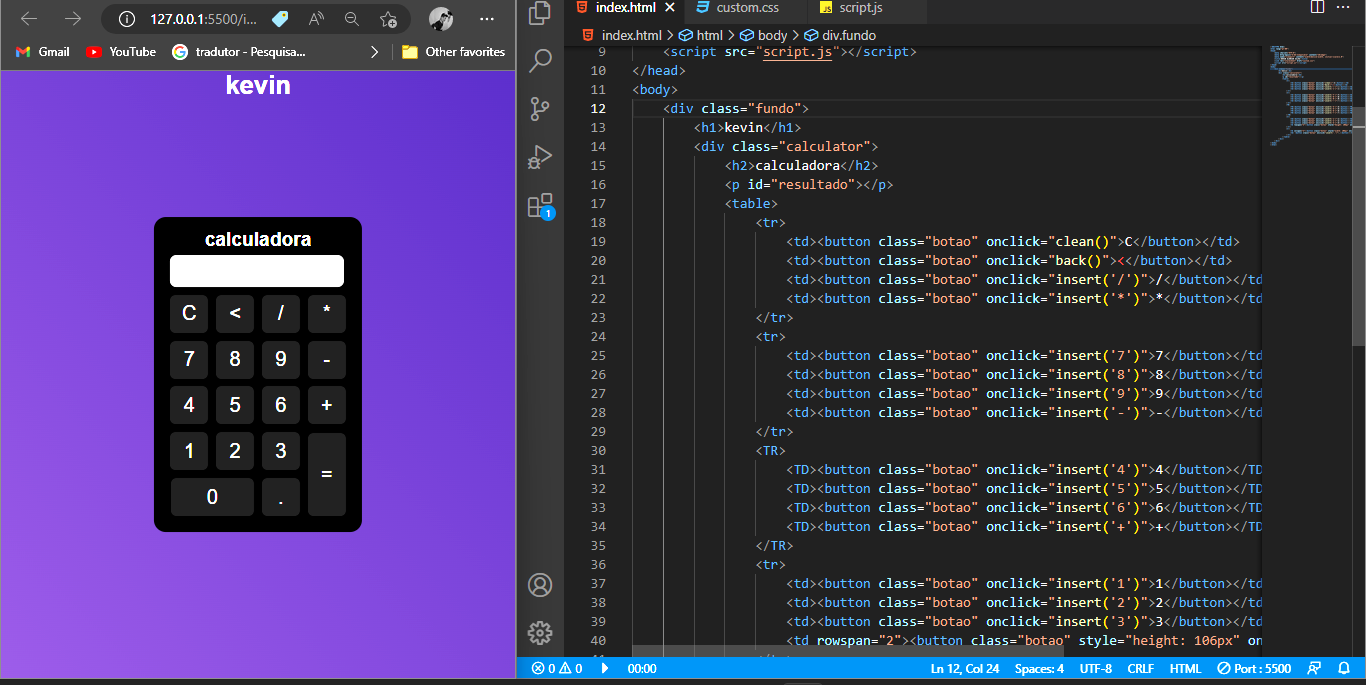 127.0.0.1:5500/i...
Gmail YouTube tradutor - Pesquisa... Other favorites
kevin
calculadora
C < / *
7 8 9 -
4 5 6 +
1 2 3 =
0 .
index.html custom.css script.js
index.html > html > body > div.fundo
9 <script src="script.js"></script>
10 </head>
11 <body>
12 <div class="fundo">
13 <h1>kevin</h1>
14 <div class="calculator">
15 <h2>calculadora</h2>
16 <p id="resultado"></p>
17 <table>
18 <tr>
19 <td><button class="botao" onclick="clean()">C</button></td>
20 <td><button class="botao" onclick="back()"><</button></td>
21 <td><button class="botao" onclick="insert('/')">/</button></td
22 <td><button class="botao" onclick="insert('*')">*</button></td
23 </tr>
24 <tr>
25 <td><button class="botao" onclick="insert('7')">7</button></td
26 <td><button class="botao" onclick="insert('8')">8</button></td
27 <td><button class="botao" onclick="insert('9')">9</button></td
28 <td><button class="botao" onclick="insert('-')">-</button></td
29 </tr>
30 <TR>
31 <TD><button class="botao" onclick="insert('4')">4</button></TD
32 <TD><button class="botao" onclick="insert('5')">5</button></TD
33 <TD><button class="botao" onclick="insert('6')">6</button></TD
34 <TD><button class="botao" onclick="insert('+')">+</button></TD
35 </TR>
36 <tr>
37 <td><button class="botao" onclick="insert('1')">1</button></td
38 <td><button class="botao" onclick="insert('2')">2</button></td
39 <td><button class="botao" onclick="insert('3')">3</button></td
40 <td rowspan="2"><button class="botao" style="height: 106px" on
1
0 0 00:00 Ln 12, Col 24 Spaces: 4 UTF-8 CRLF HTML Port : 5500